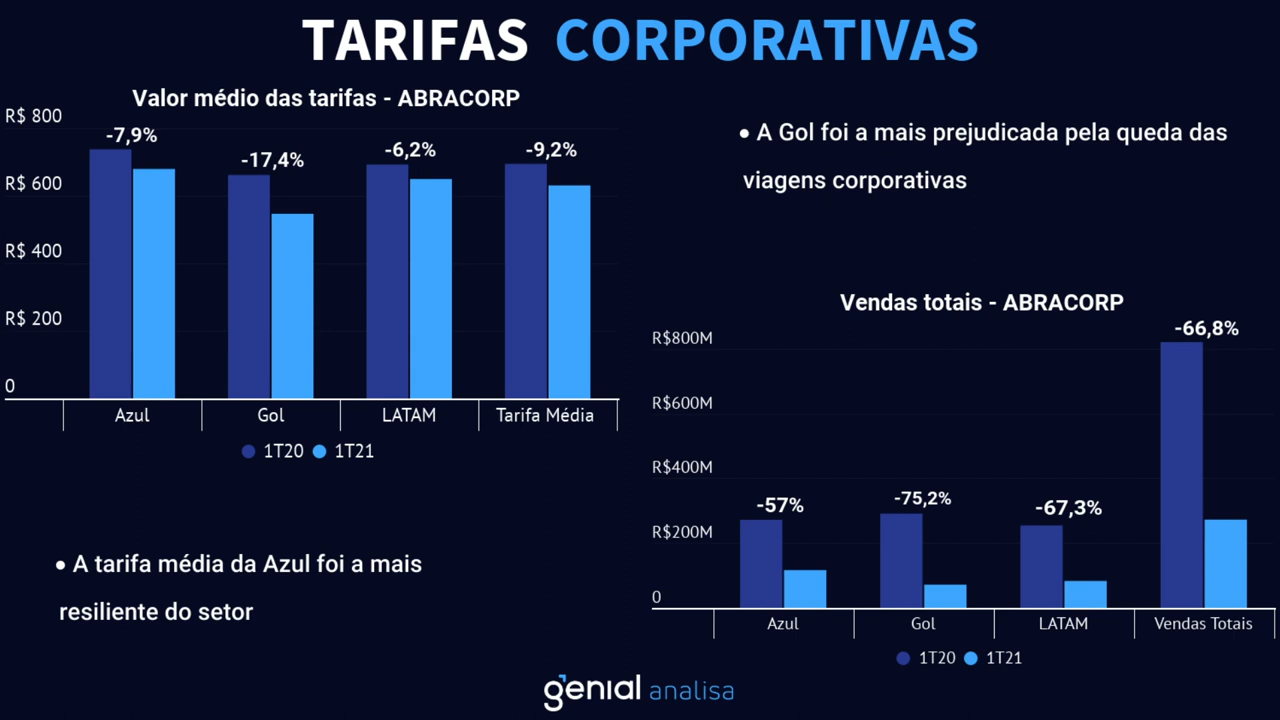 TARIFAS CORPORATIVAS
Valor médio das tarifas - ABRACORP
R$ 800
R$ 600
R$ 400
R$ 200
0
-7,9%
-17,4%
-6,2%
-9,2%
Azul
Gol
LATAM
Tarifa Média
1T20
1T21
• A Gol foi a mais prejudicada pela queda das
viagens corporativas
Vendas totais - ABRACORP
R$800M
R$600M
R$400M
R$200M
0
-57%
-75,2%
-67,3%
-66,8%
Azul
Gol
LATAM
Vendas Totais
1T20
1T21
• A tarifa média da Azul foi a mais
resiliente do setor
genial analisa